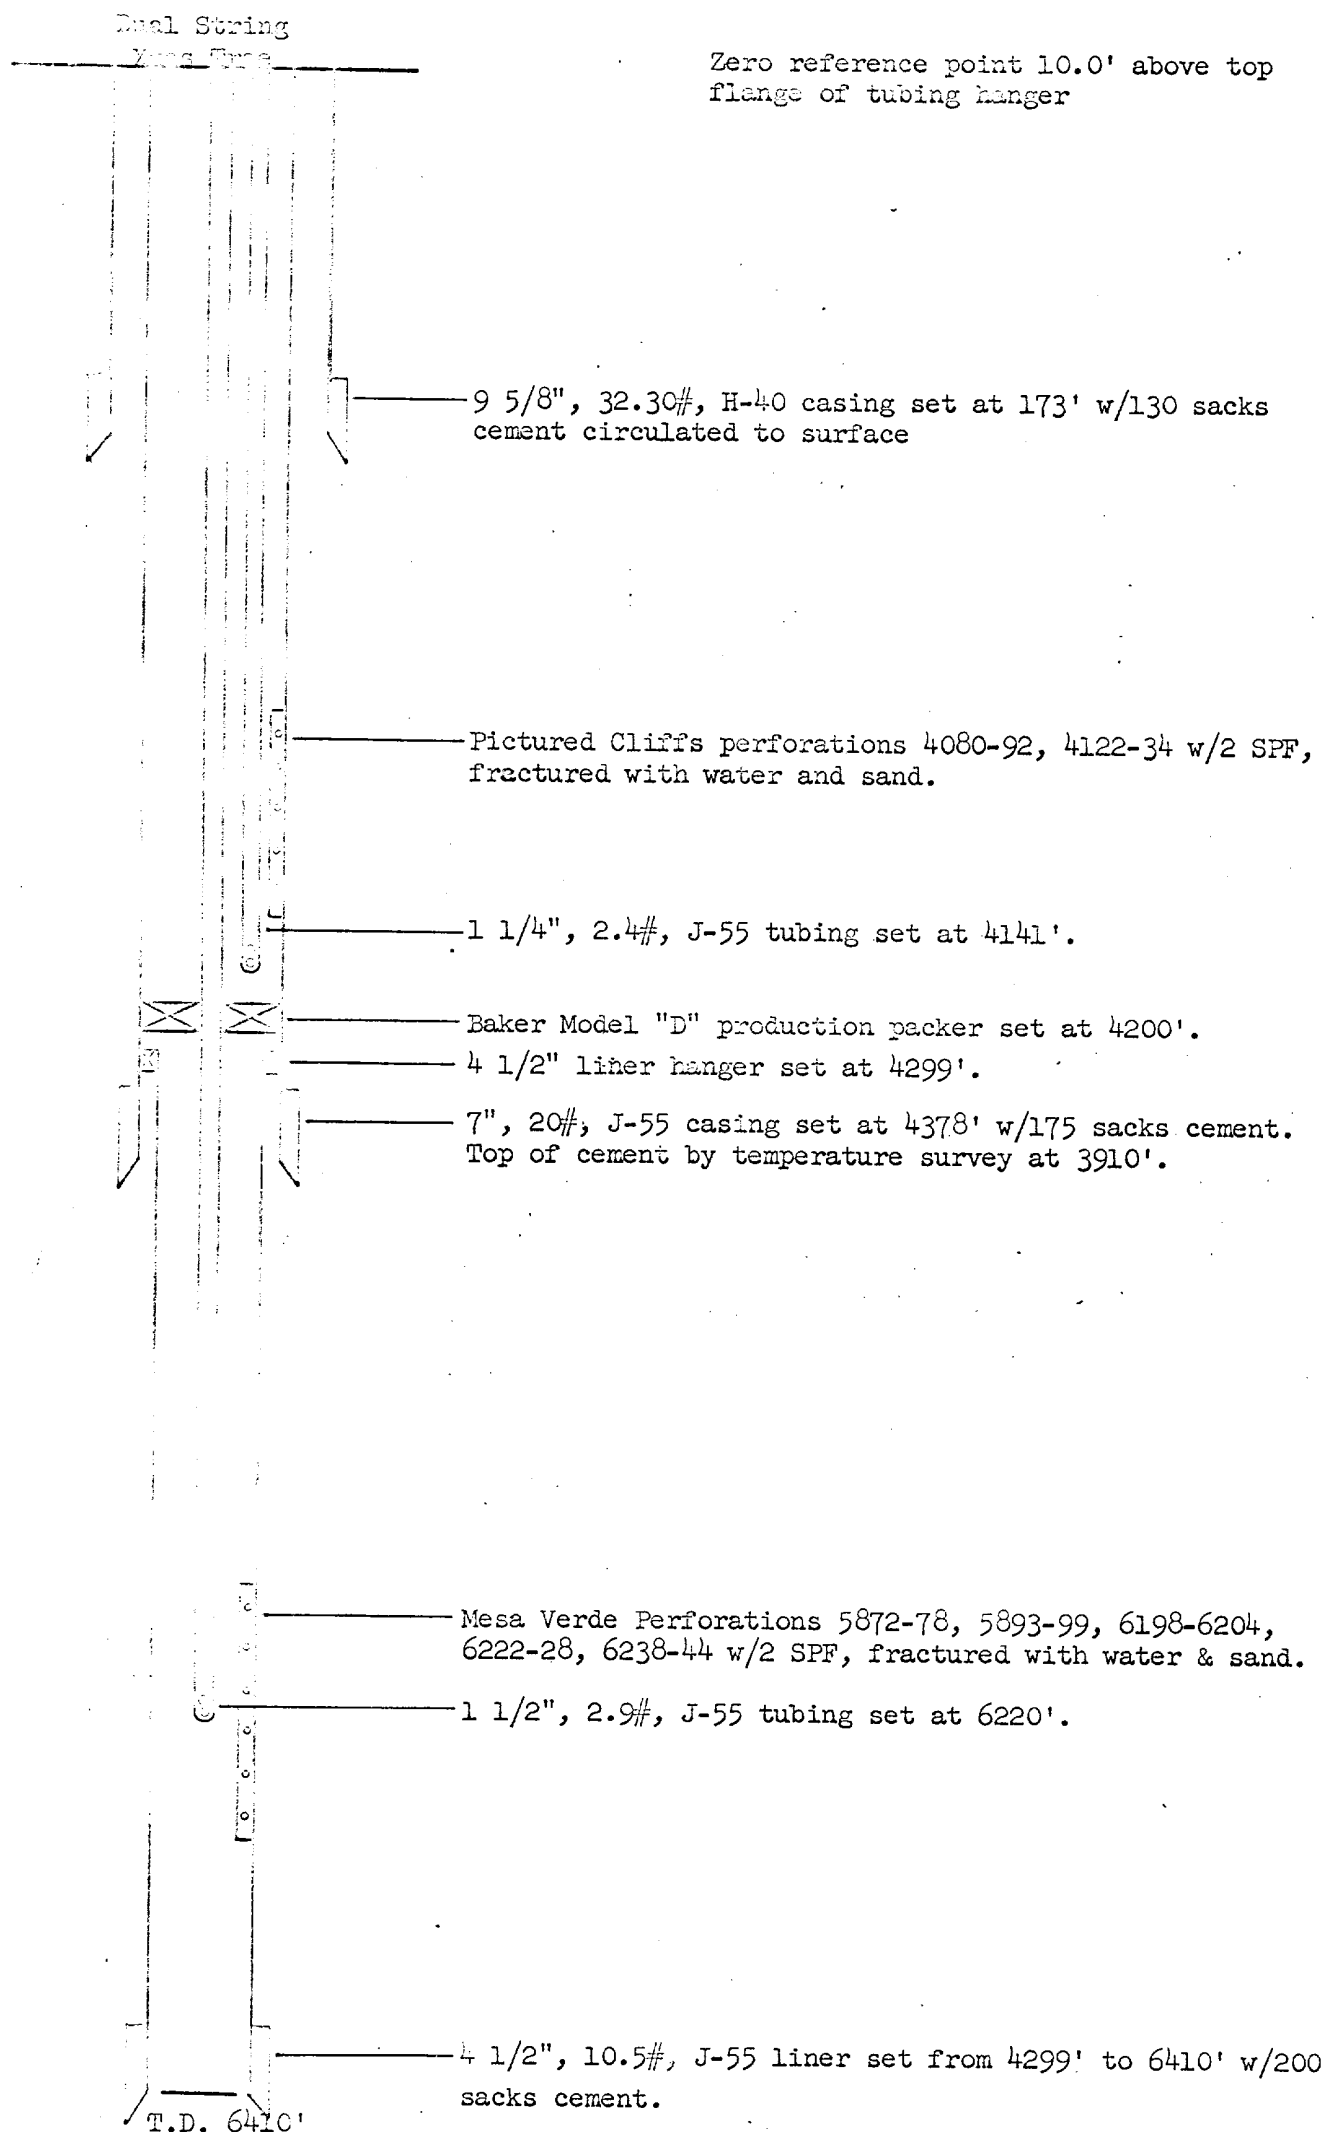 Dual String
Xmas Tree
Zero reference point 10.0' above top
flange of tubing hanger
9 5/8", 32.30#, H-40 casing set at 173' w/130 sacks
cement circulated to surface
Pictured Cliffs perforations 4080-92, 4122-34 w/2 SPF,
fractured with water and sand.
1 1/4", 2.4#, J-55 tubing set at 4141'.
Baker Model "D" production packer set at 4200'.
4 1/2" liner hanger set at 4299'.
7", 20#, J-55 casing set at 4378' w/175 sacks cement.
Top of cement by temperature survey at 3910'.
Mesa Verde Perforations 5872-78, 5893-99, 6198-6204,
6222-28, 6238-44 w/2 SPF, fractured with water & sand.
1 1/2", 2.9#, J-55 tubing set at 6220'.
4 1/2", 10.5#, J-55 liner set from 4299' to 6410' w/200
sacks cement.
T.D. 6410'